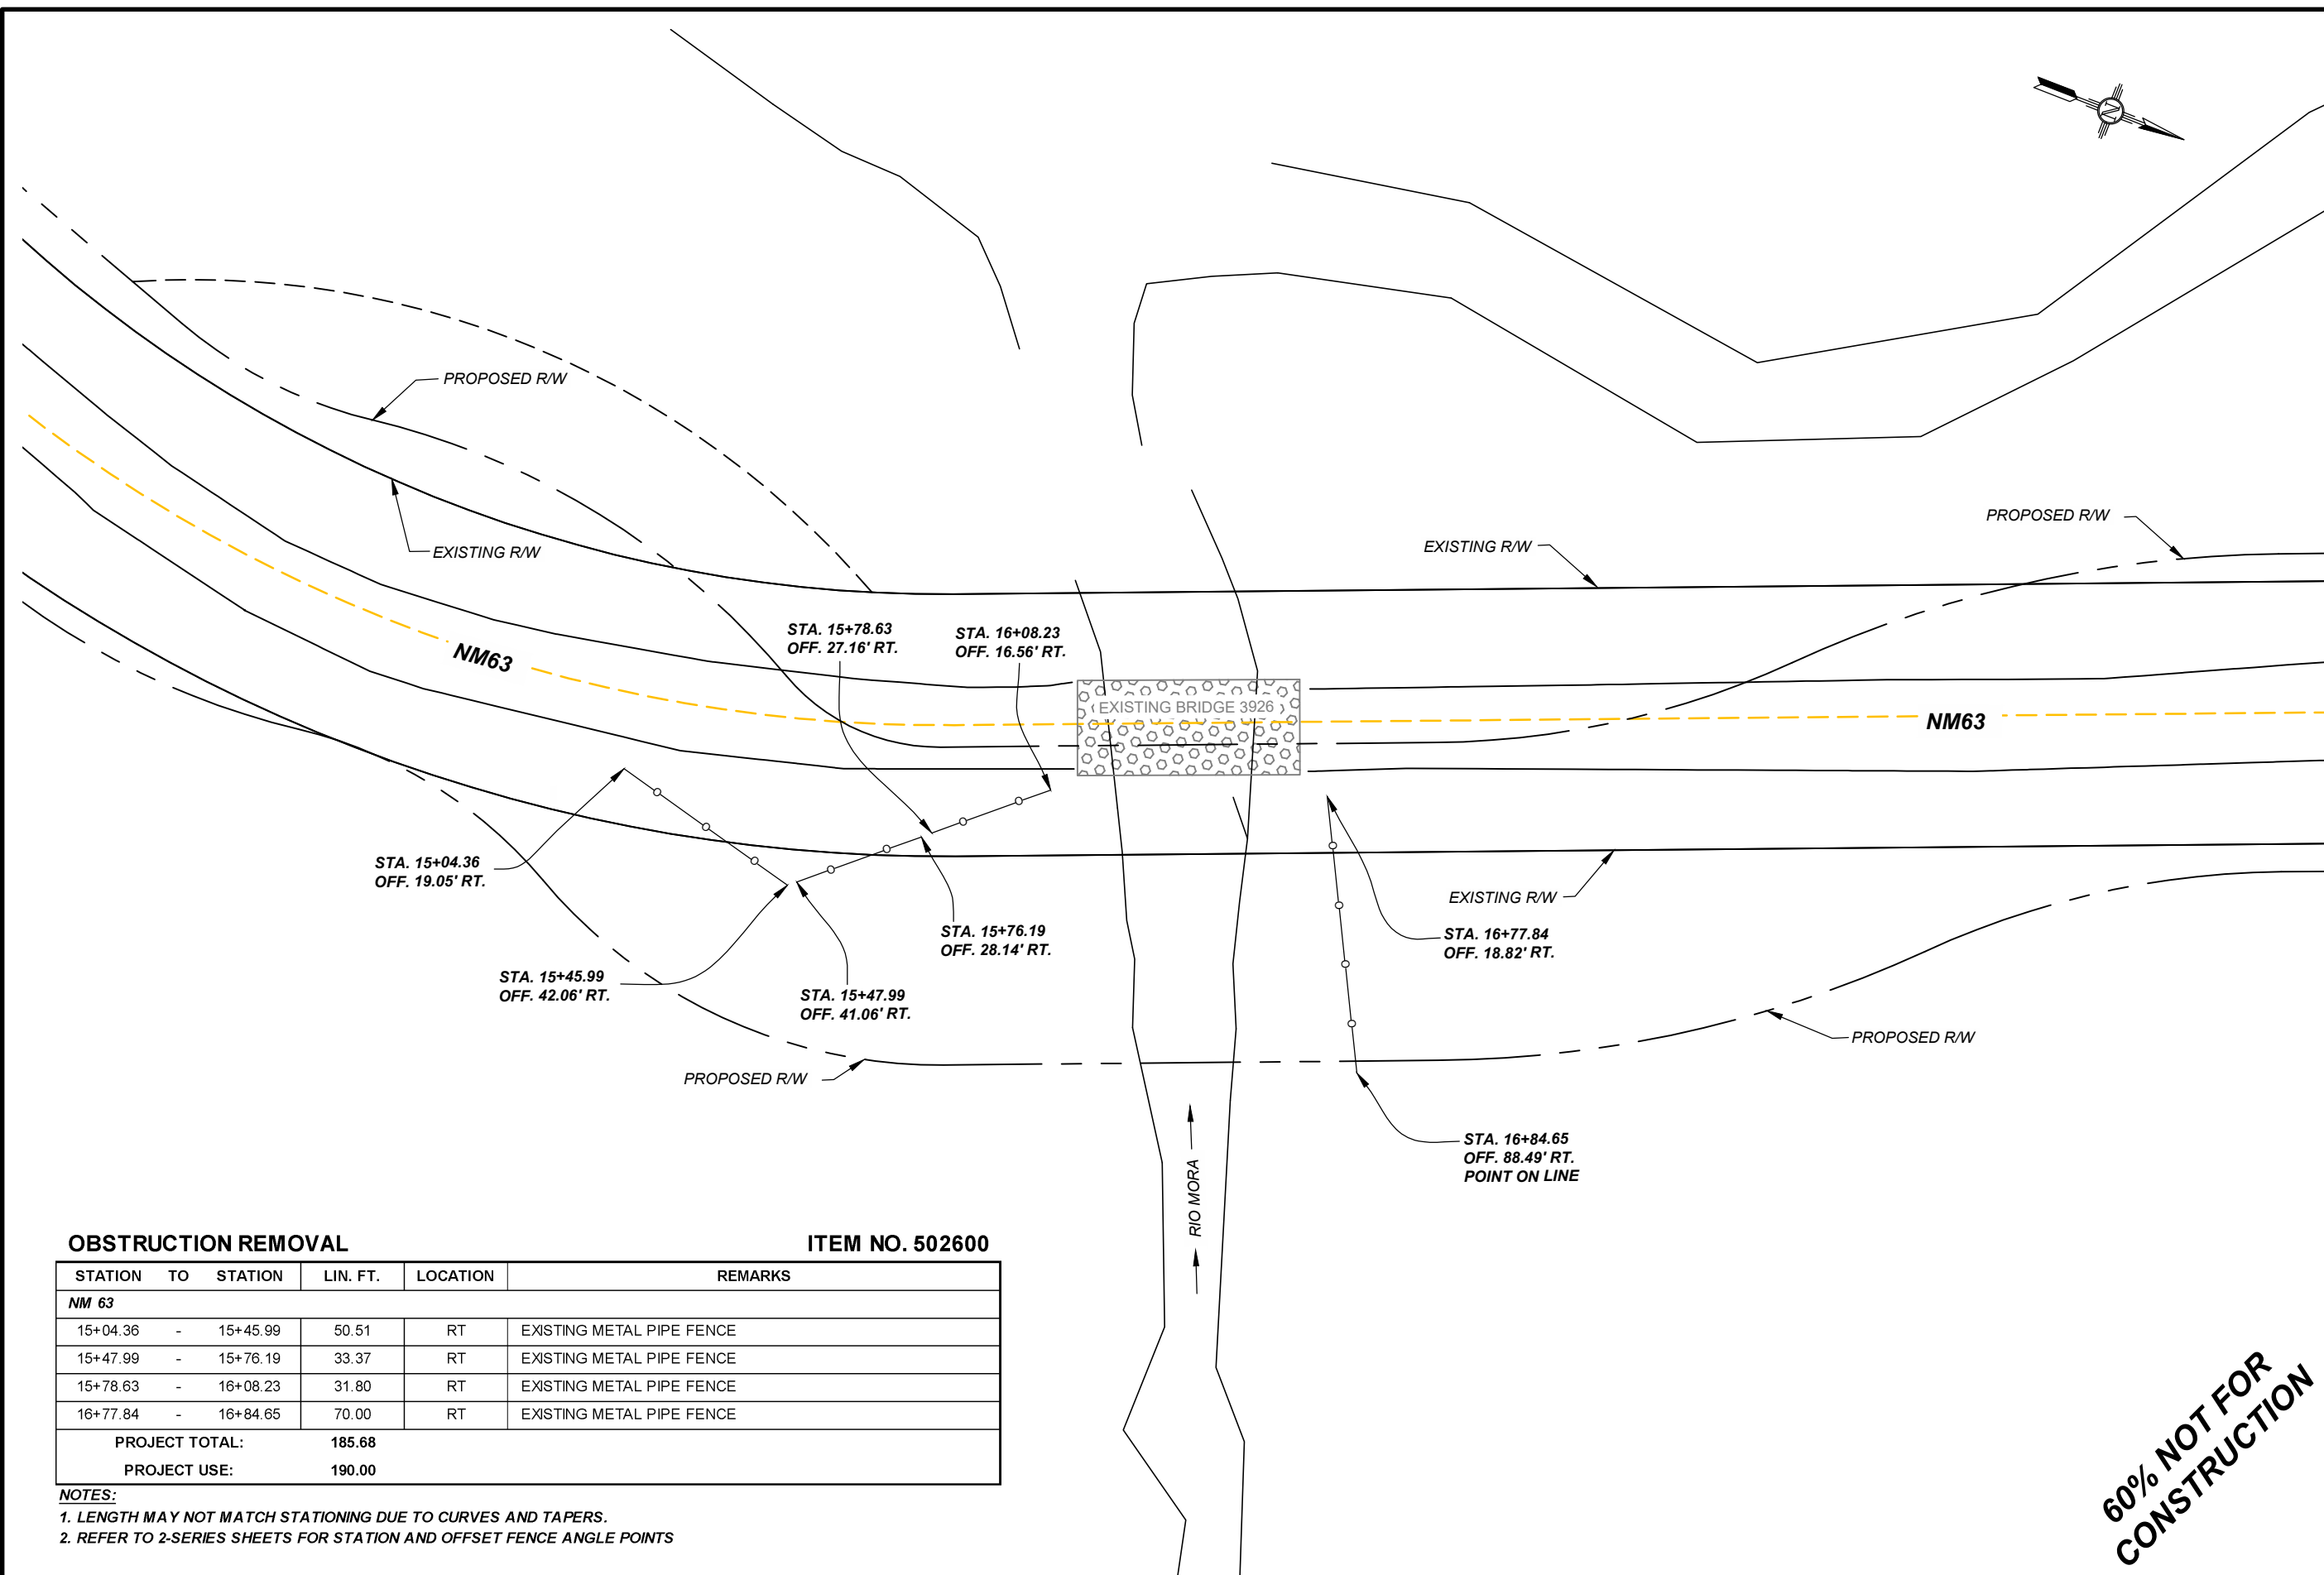 N
PROPOSED R/W
EXISTING R/W
NM63
STA. 15+78.63
OFF. 27.16' RT.
STA. 16+08.23
OFF. 16.56' RT.
EXISTING BRIDGE 3926
EXISTING R/W
PROPOSED R/W
NM63
STA. 15+04.36
OFF. 19.05' RT.
STA. 15+45.99
OFF. 42.06' RT.
STA. 15+76.19
OFF. 28.14' RT.
STA. 15+47.99
OFF. 41.06' RT.
EXISTING R/W
STA. 16+77.84
OFF. 18.82' RT.
PROPOSED R/W
PROPOSED R/W
STA. 16+84.65
OFF. 88.49' RT.
POINT ON LINE
RIO MORA
OBSTRUCTION REMOVAL ITEM NO. 502600
STATION TO STATION LIN. FT. LOCATION REMARKS
NM 63
15+04.36 - 15+45.99 50.51 RT EXISTING METAL PIPE FENCE
15+47.99 - 15+76.19 33.37 RT EXISTING METAL PIPE FENCE
15+78.63 - 16+08.23 31.80 RT EXISTING METAL PIPE FENCE
16+77.84 - 16+84.65 70.00 RT EXISTING METAL PIPE FENCE
PROJECT TOTAL: 185.68
PROJECT USE: 190.00
NOTES:
1. LENGTH MAY NOT MATCH STATIONING DUE TO CURVES AND TAPERS.
2. REFER TO 2-SERIES SHEETS FOR STATION AND OFFSET FENCE ANGLE POINTS
60% NOT FOR
CONSTRUCTION